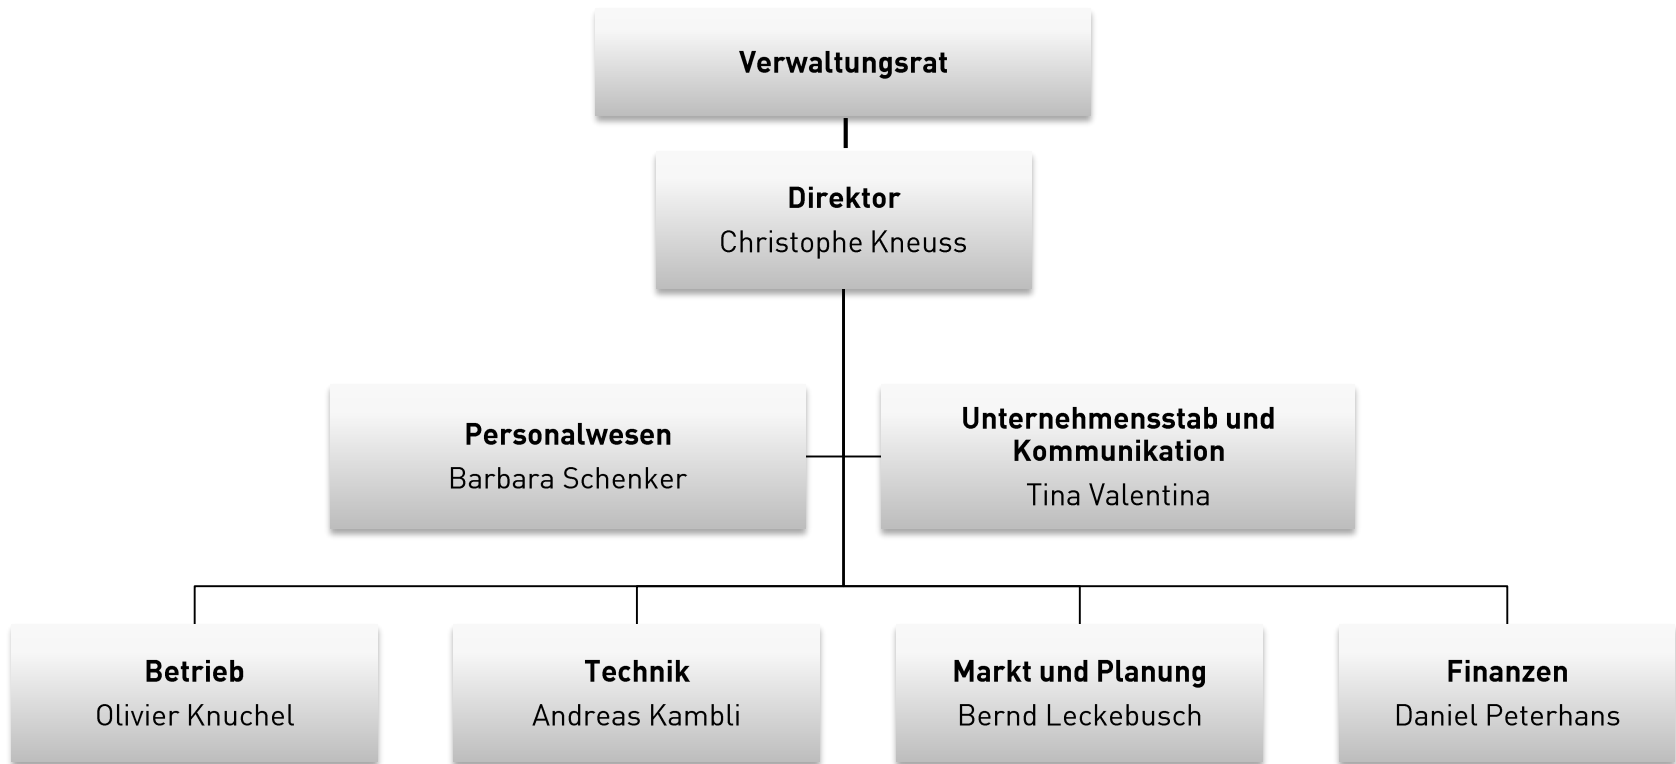 Verwaltungsrat
Direktor
Christophe Kneuss
Personalwesen
Barbara Schenker
Unternehmensstab und
Kommunikation
Tina Valentina
Betrieb
Olivier Knuchel
Technik
Andreas Kambli
Markt und Planung
Bernd Leckebusch
Finanzen
Daniel Peterhans